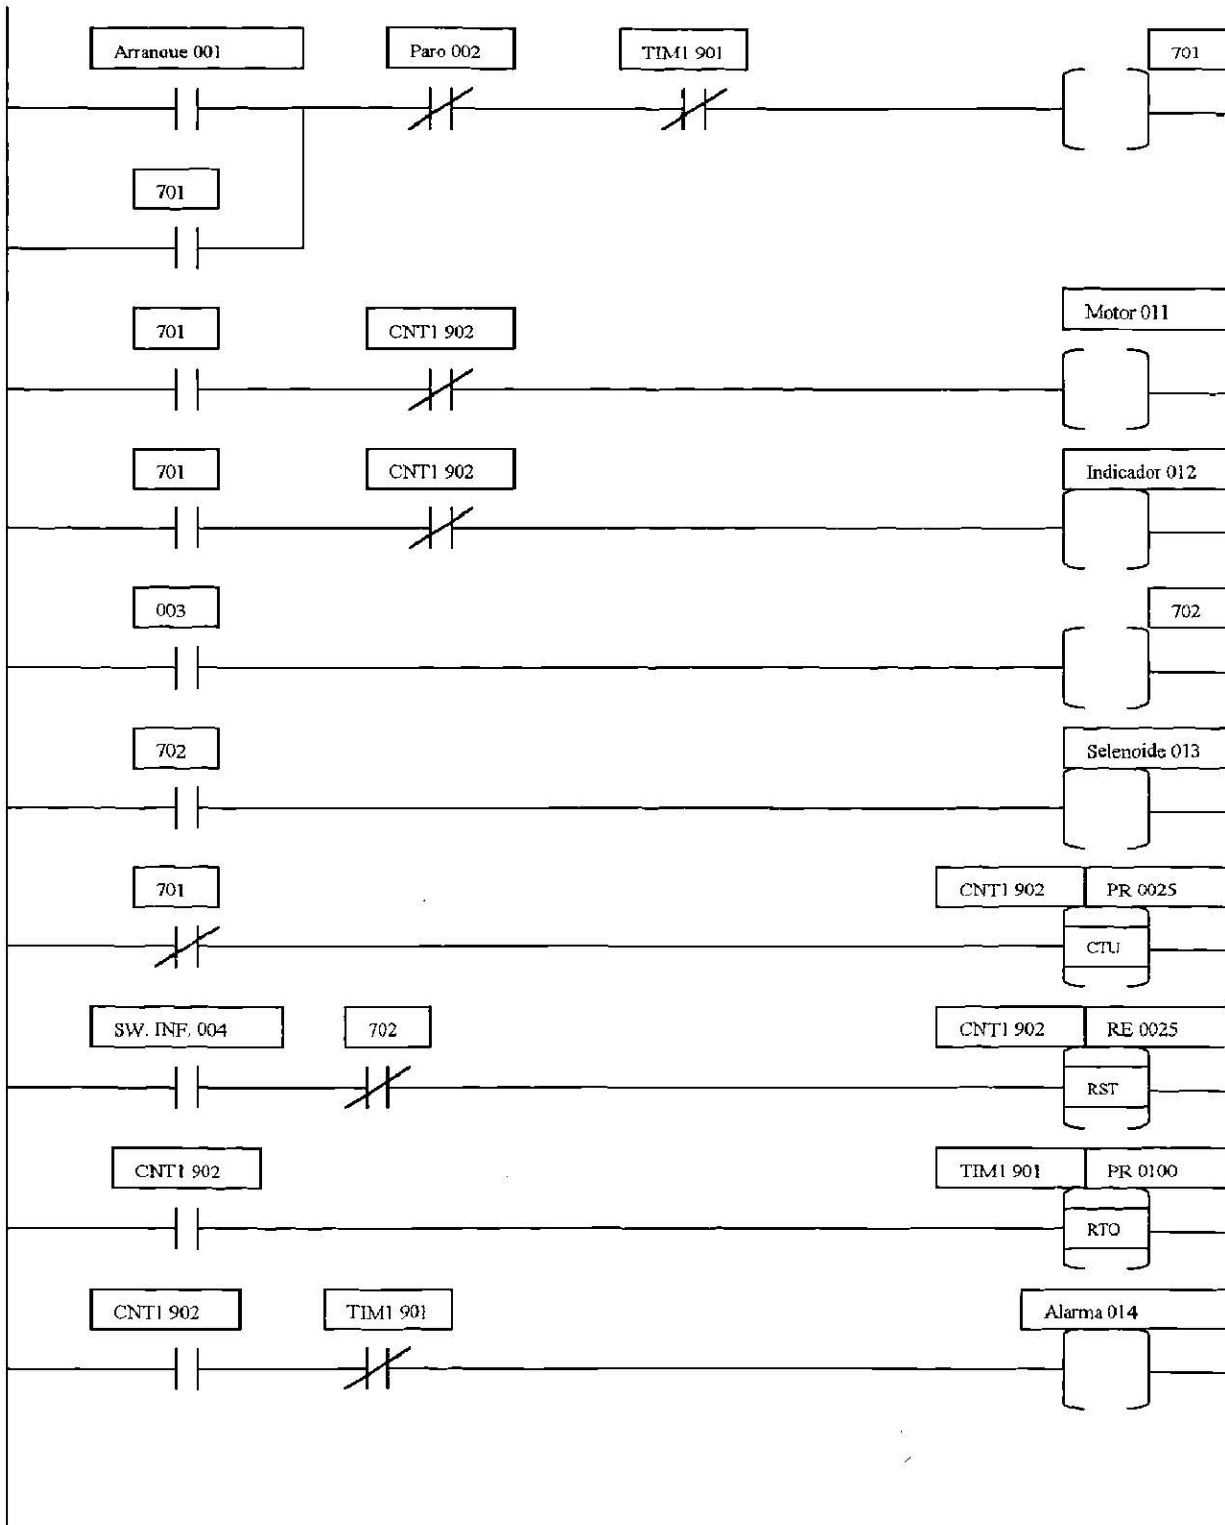 Arranque 001 Paro 002 TIM1 901 701
701
Motor 011
701 CNT1 902
701 CNT1 902 Indicador 012
003 702
702 Selenoide 013
701 CNT1 902 PR 0025
CTU
SW. INF. 004 702 CNT1 902 RE 0025
RST
CNT1 902 TIM1 901 PR 0100
RTO
CNT1 902 TIM1 901 Alarma 014